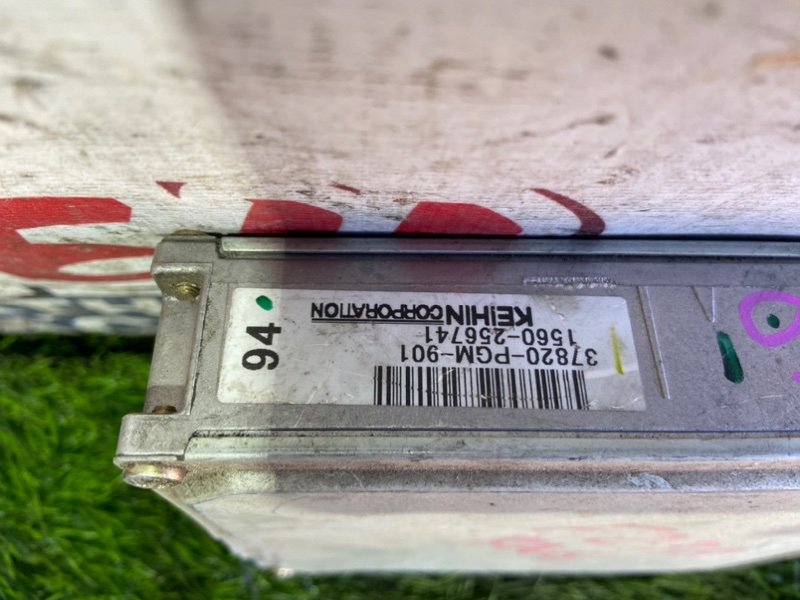 37820-PGM-901
1560-256741
KEIHIN CORPORATION
94